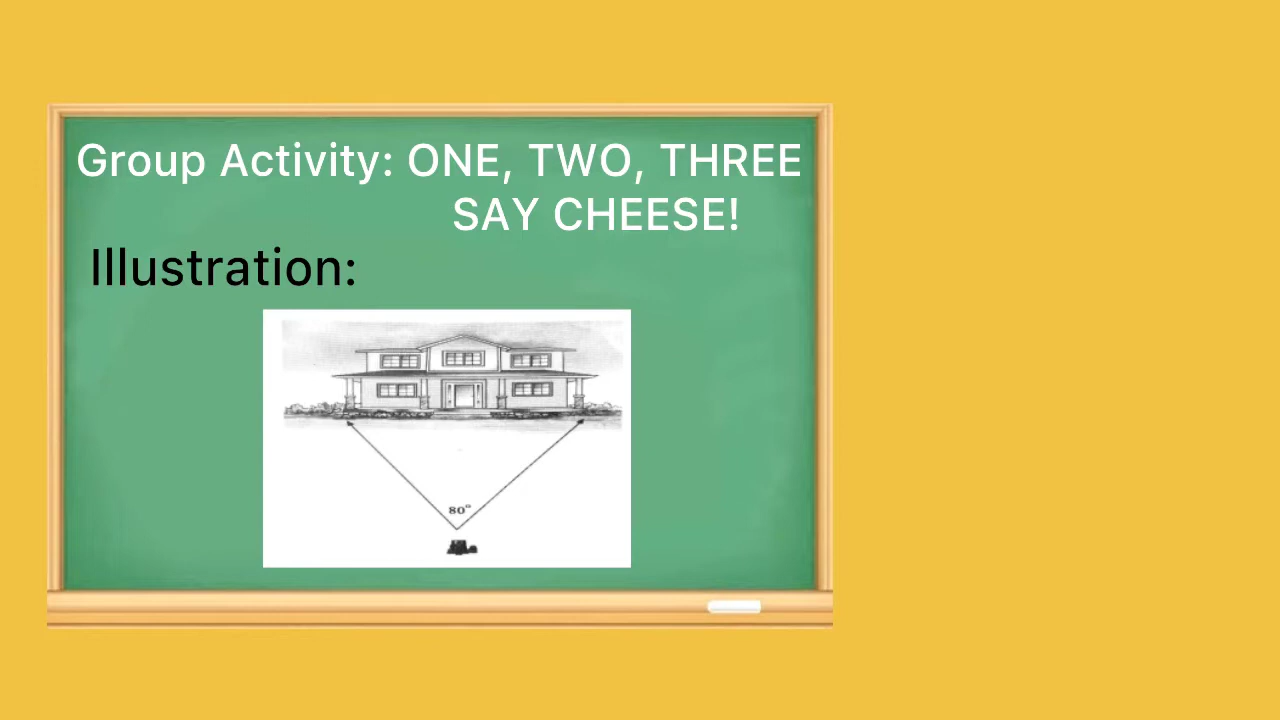 Group Activity: ONE, TWO, THREE
SAY CHEESE!
Illustration:
80°